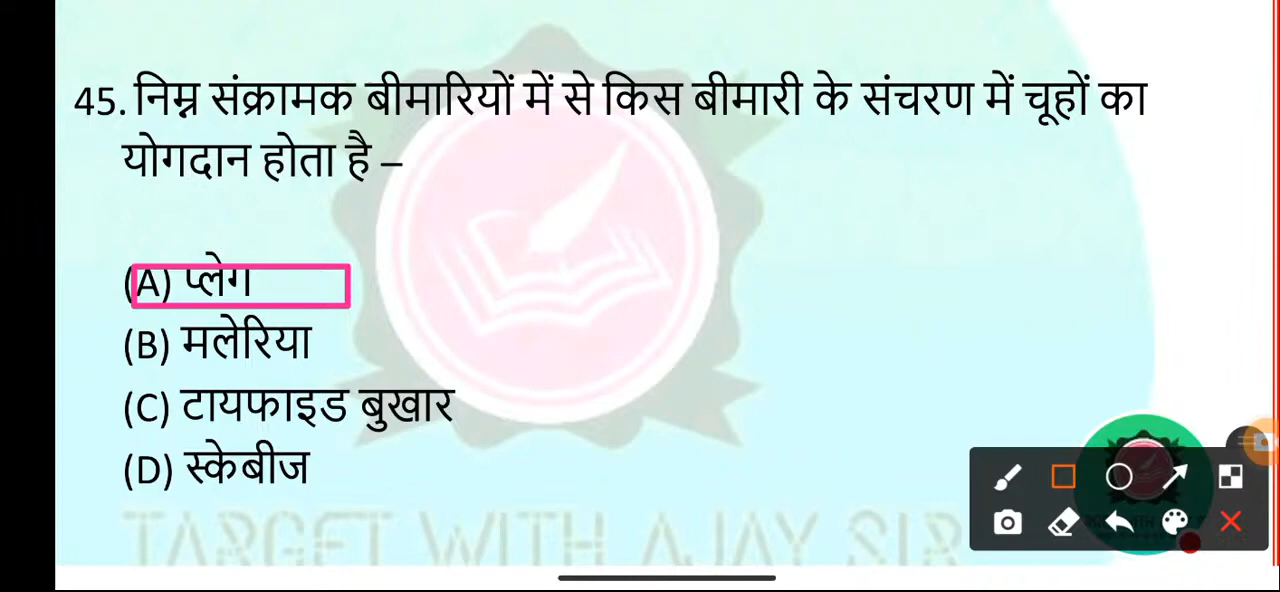 45. निम्न संक्रामक बीमारियों में से किस बीमारी के संचरण में चूहों का
योगदान होता है –
(A) प्लेग
(B) मलेरिया
(C) टायफाइड बुखार
(D) स्केबीज
TARGET WITH AJAY SIR